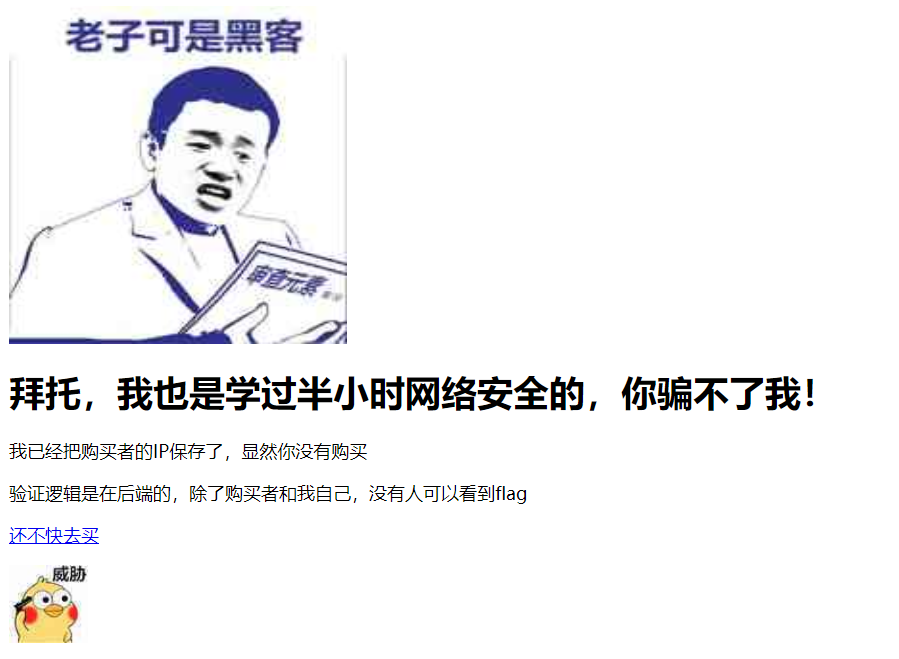 老子可是黑客
审查元素
拜托，我也是学过半小时网络安全的，你骗不了我！
我已经把购买者的IP保存了，显然你没有购买
验证逻辑是在后端的，除了购买者和我自己，没有人可以看到flag
还不快去买
威胁